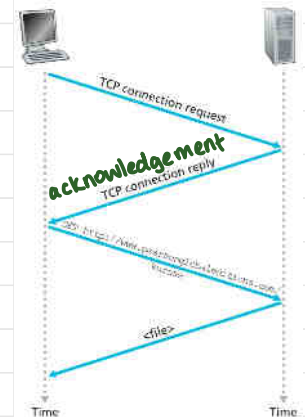 TCP connection request
acknowledgement
TCP connection reply
<file>
Time
Time